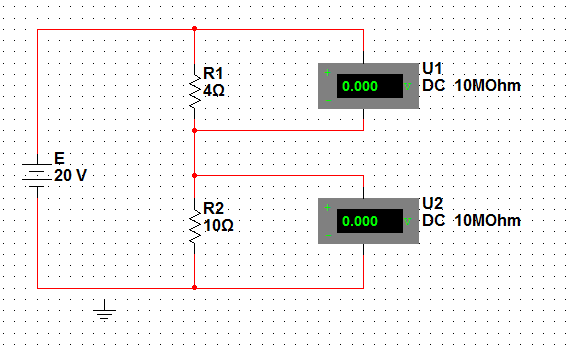 R1
4Ω
+
0.000 V
−
U1
DC 10MOhm
E
20 V
R2
10Ω
+
0.000 V
−
U2
DC 10MOhm